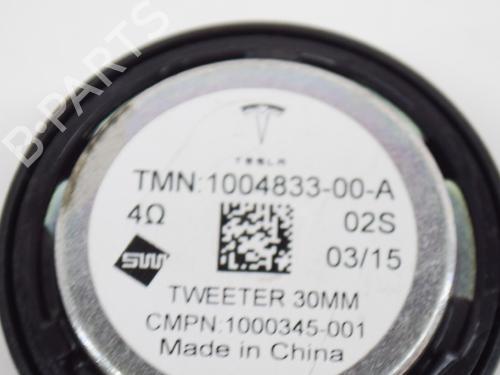 B-PARTS
TESLA
TMN:1004833-00-A
4Ω 02S
SW 03/15
TWEETER 30MM
CMPN:1000345-001
Made in China